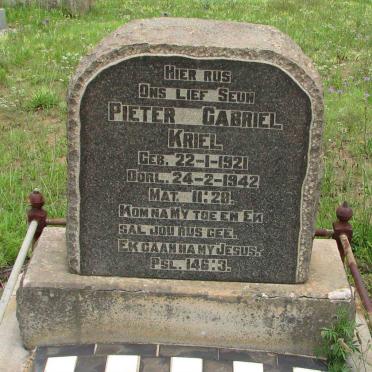 Hier rus
Ons lief Seun
Pieter Gabriel
Kriel
Geb. 22-1-1921
Oorl. 24-2-1942
Mat. 11:28.
Kom na My toe en Ek
sal jou rus gee.
Ek gaan na my Jesus.
Psl. 146:3.